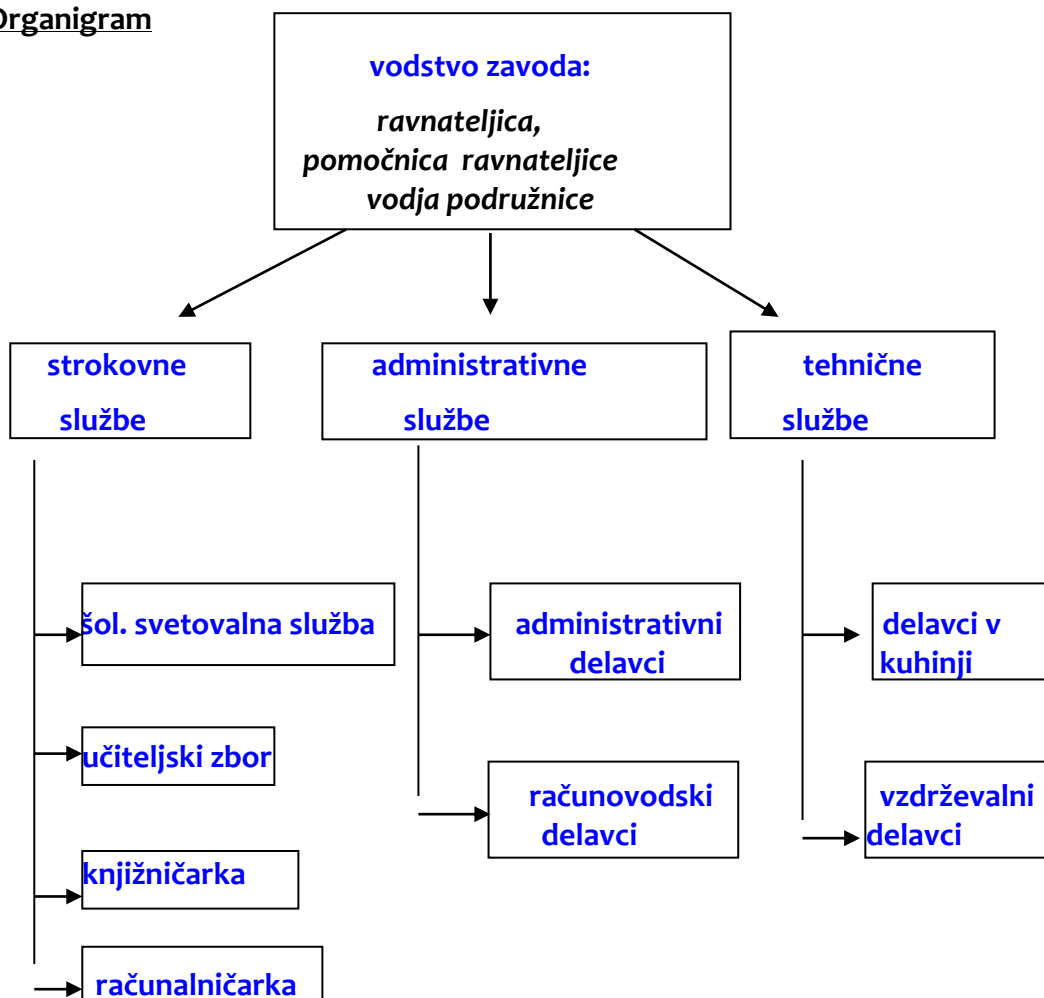 Organigram
vodstvo zavoda:
ravnateljica,
pomočnica ravnateljice
vodja podružnice
strokovne
službe
administrativne
službe
tehnične
službe
šol. svetovalna služba
učiteljski zbor
knjižničarka
računalničarka
administrativni
delavci
računovodski
delavci
delavci v
kuhinji
vzdrževalni
delavci